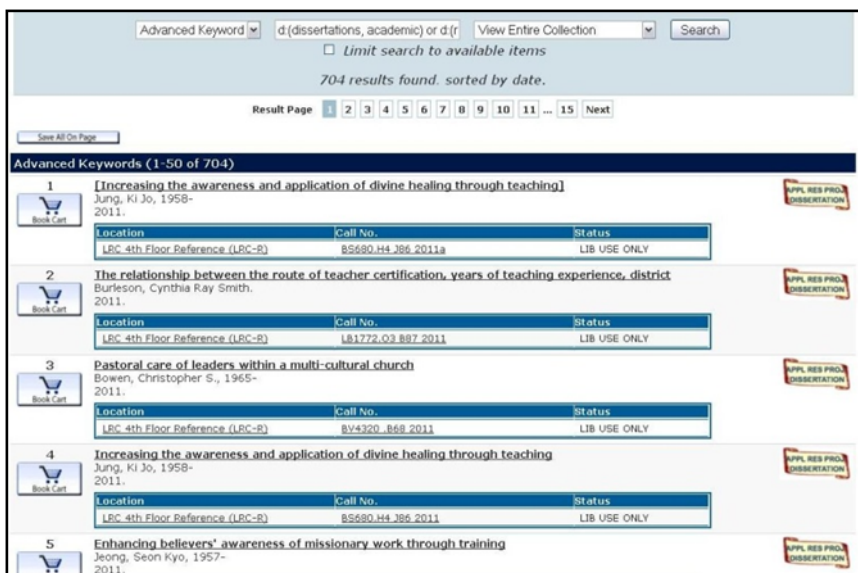 Advanced Keyword d:(dissertations, academic) or d:(r View Entire Collection Search
Limit search to available items
704 results found. sorted by date.
Result Page 1 2 3 4 5 6 7 8 9 10 11 ... 15 Next
Save All On Page
Advanced Keywords (1-50 of 704)
1 [Increasing the awareness and application of divine healing through teaching]
Jung, Ki Jo, 1958-
2011.
Book Cart
APPL RES PROJ
DISSERTATION
Location Call No. Status
LRC 4th Floor Reference (LRC-R) BS680.H4 J86 2011a LIB USE ONLY
2 The relationship between the route of teacher certification, years of teaching experience, district
Burleson, Cynthia Ray Smith.
2011.
Book Cart
APPL RES PROJ
DISSERTATION
Location Call No. Status
LRC 4th Floor Reference (LRC-R) LB1772.O3 B87 2011 LIB USE ONLY
3 Pastoral care of leaders within a multi-cultural church
Bowen, Christopher S., 1965-
2011.
Book Cart
APPL RES PROJ
DISSERTATION
Location Call No. Status
LRC 4th Floor Reference (LRC-R) BV4320 .B68 2011 LIB USE ONLY
4 Increasing the awareness and application of divine healing through teaching
Jung, Ki Jo, 1958-
2011.
Book Cart
APPL RES PROJ
DISSERTATION
Location Call No. Status
LRC 4th Floor Reference (LRC-R) BS680.H4 J86 2011 LIB USE ONLY
5 Enhancing believers' awareness of missionary work through training
Jeong, Seon Kyo, 1957-
2011.
APPL RES PROJ
DISSERTATION